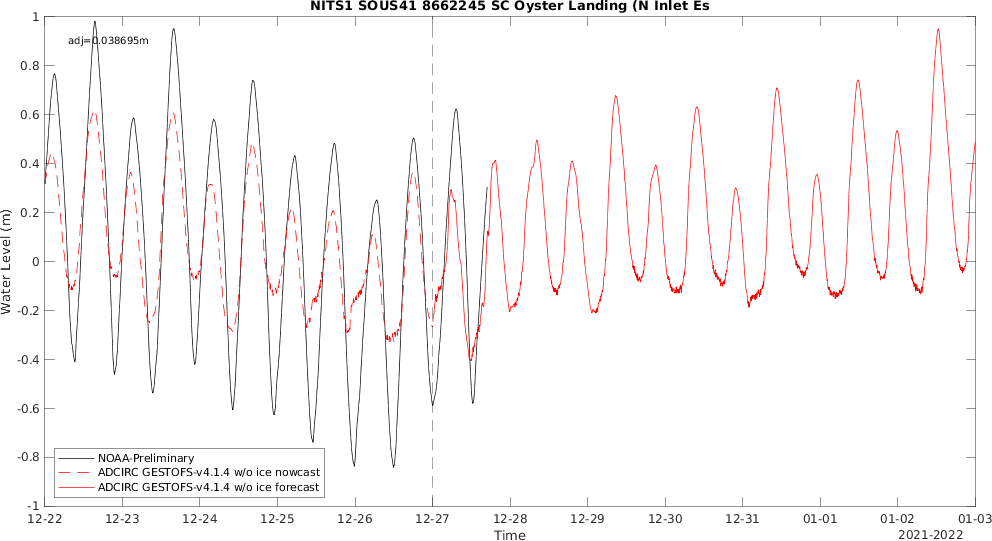 NITS1 SOUS41 8662245 SC Oyster Landing (N Inlet Es
adj=0.038695m
1
0.8
0.6
0.4
0.2
0
-0.2
-0.4
-0.6
-0.8
-1
Water Level (m)
NOAA-Preliminary
ADCIRC GESTOFS-v4.1.4 w/o ice nowcast
ADCIRC GESTOFS-v4.1.4 w/o ice forecast
12-22 12-23 12-24 12-25 12-26 12-27 12-28 12-29 12-30 12-31 01-01 01-02 01-03
Time
2021-2022